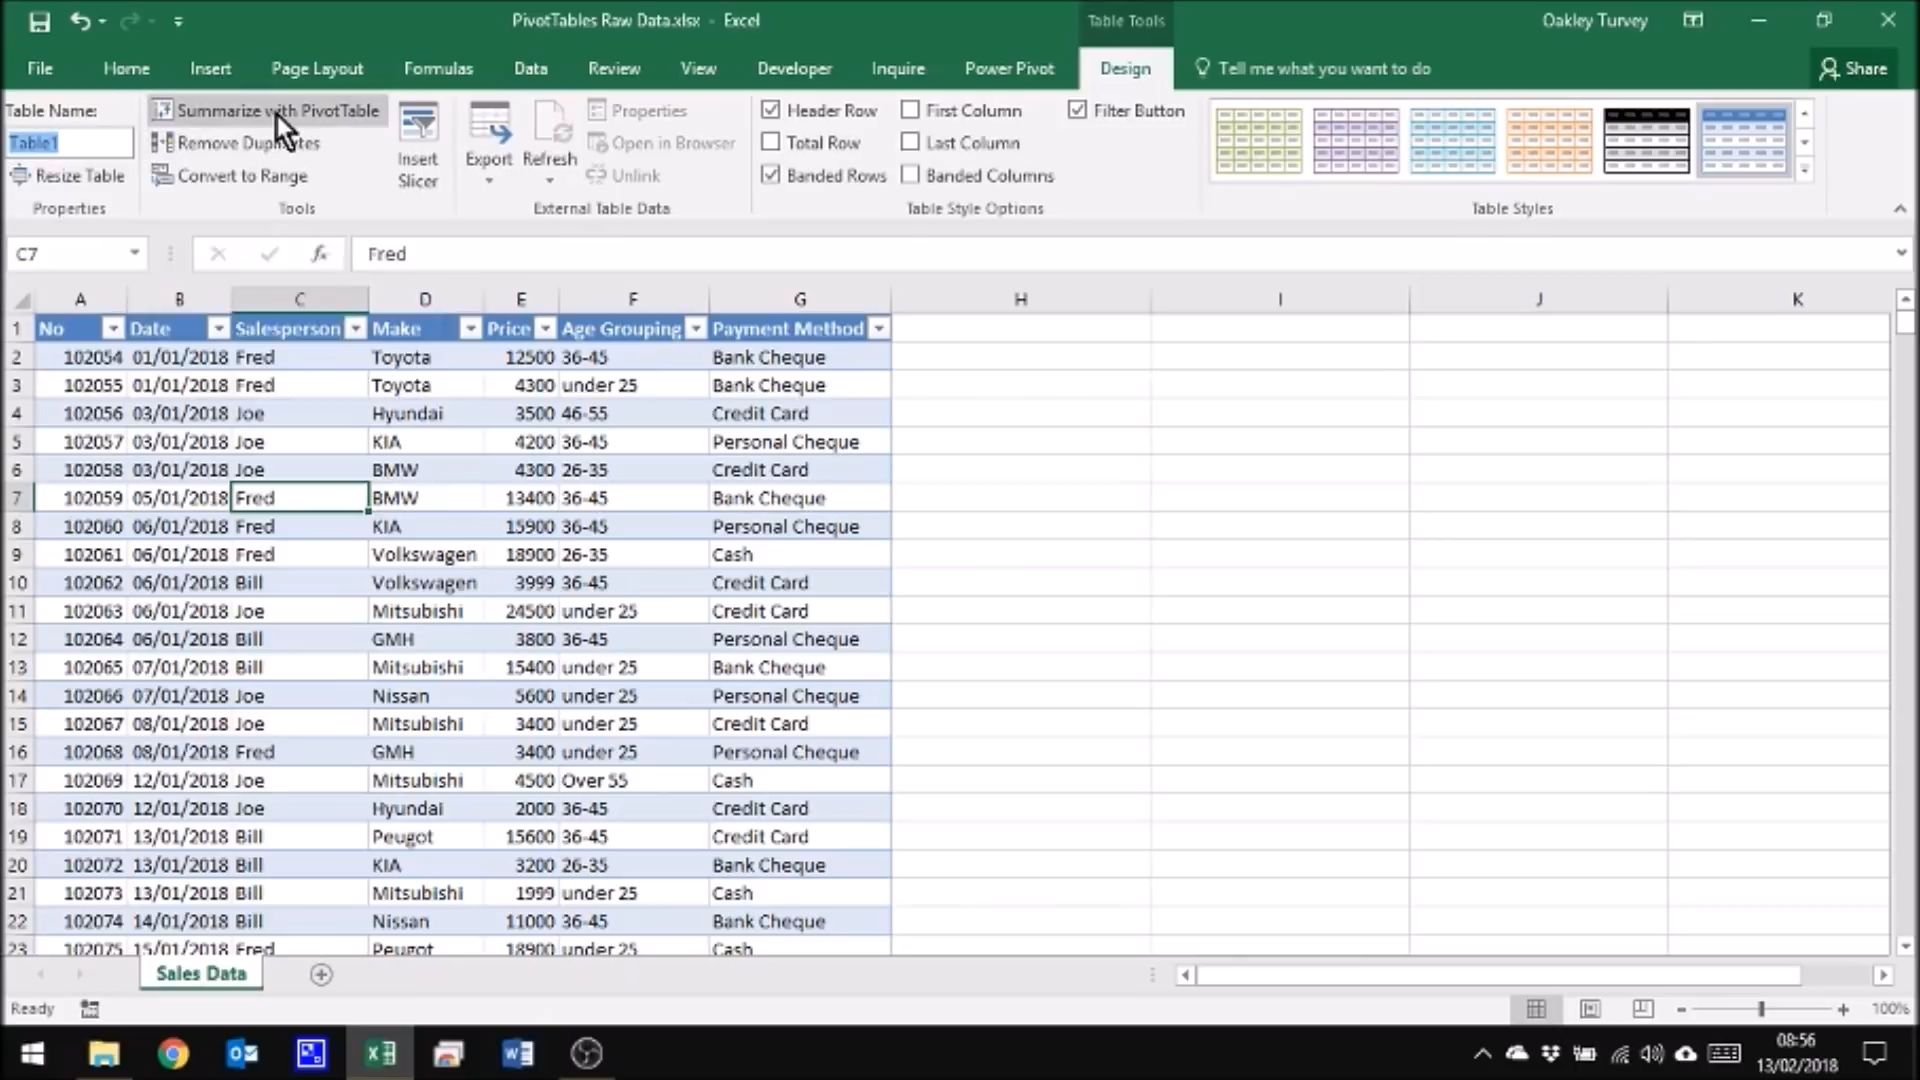 PivotTables Raw Data.xlsx - Excel
Table Tools
Oakley Turvey
File Home Insert Page Layout Formulas Data Review View Developer Inquire Power Pivot Design Tell me what you want to do Share
Table Name: Summarize with PivotTable Properties Header Row First Column Filter Button
Table1 Remove Duplicates Insert Slicer Export Refresh Open in Browser Total Row Last Column
Resize Table Convert to Range Unlink Banded Rows Banded Columns
Properties Tools External Table Data Table Style Options Table Styles
C7 fx Fred
A B C D E F G H I J K
1 No Date Salesperson Make Price Age Grouping Payment Method
2 102054 01/01/2018 Fred Toyota 12500 36-45 Bank Cheque
3 102055 01/01/2018 Fred Toyota 4300 under 25 Bank Cheque
4 102056 03/01/2018 Joe Hyundai 3500 46-55 Credit Card
5 102057 03/01/2018 Joe KIA 4200 36-45 Personal Cheque
6 102058 03/01/2018 Joe BMW 4300 26-35 Credit Card
7 102059 05/01/2018 Fred BMW 13400 36-45 Bank Cheque
8 102060 06/01/2018 Fred KIA 15900 36-45 Personal Cheque
9 102061 06/01/2018 Fred Volkswagen 18900 26-35 Cash
10 102062 06/01/2018 Bill Volkswagen 3999 36-45 Credit Card
11 102063 06/01/2018 Joe Mitsubishi 24500 under 25 Credit Card
12 102064 06/01/2018 Bill GMH 3800 36-45 Personal Cheque
13 102065 07/01/2018 Bill Mitsubishi 15400 under 25 Bank Cheque
14 102066 07/01/2018 Joe Nissan 5600 under 25 Personal Cheque
15 102067 08/01/2018 Joe Mitsubishi 3400 under 25 Credit Card
16 102068 08/01/2018 Fred GMH 3400 under 25 Personal Cheque
17 102069 12/01/2018 Joe Mitsubishi 4500 Over 55 Cash
18 102070 12/01/2018 Joe Hyundai 2000 36-45 Credit Card
19 102071 13/01/2018 Bill Peugot 15600 36-45 Credit Card
20 102072 13/01/2018 Bill KIA 3200 26-35 Bank Cheque
21 102073 13/01/2018 Bill Mitsubishi 1999 under 25 Cash
22 102074 14/01/2018 Bill Nissan 11000 36-45 Bank Cheque
23 102075 15/01/2018 Fred Peugot 18900 under 25 Cash
Sales Data
Ready 100%
08:56
13/02/2018